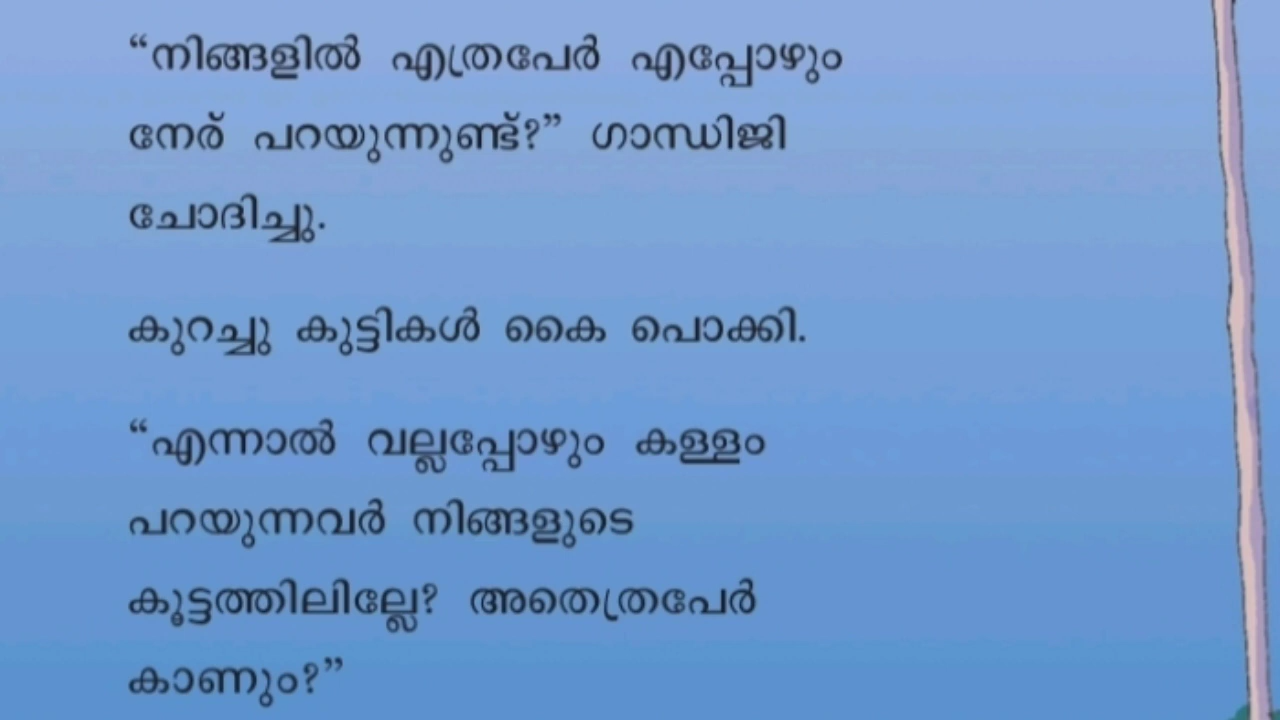 “നിങ്ങളിൽ എത്രപേർ എപ്പോഴും
നേര് പറയുന്നുണ്ട്?” ഗാന്ധിജി
ചോദിച്ചു.
കുറച്ചു കുട്ടികൾ കൈ പൊക്കി.
“എന്നാൽ വല്ലപ്പോഴും കള്ളം
പറയുന്നവർ നിങ്ങളുടെ
കൂട്ടത്തിലില്ലേ? അതെത്രപേർ
കാണും?”